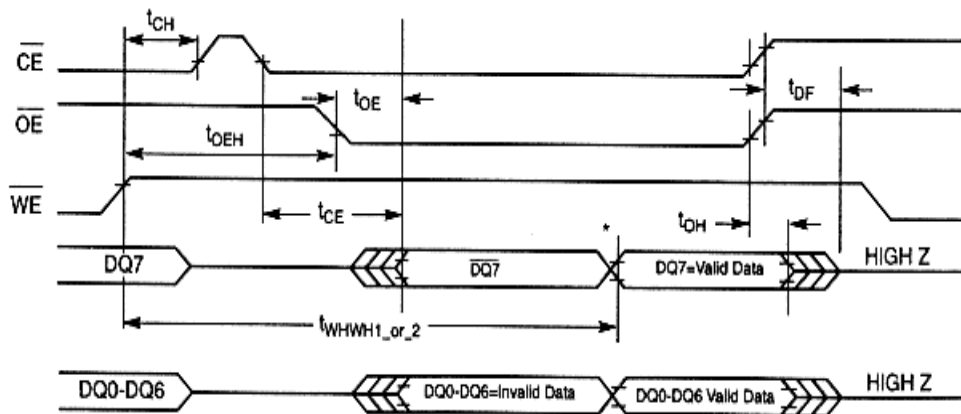 tCH
CE
tOE
tDF
OE
tOEH
WE
tCE
tOH
*
DQ7
DQ7
DQ7=Valid Data
HIGH Z
tWHWH1_or_2
DQ0-DQ6
DQ0-DQ6=Invalid Data
DQ0-DQ6 Valid Data
HIGH Z